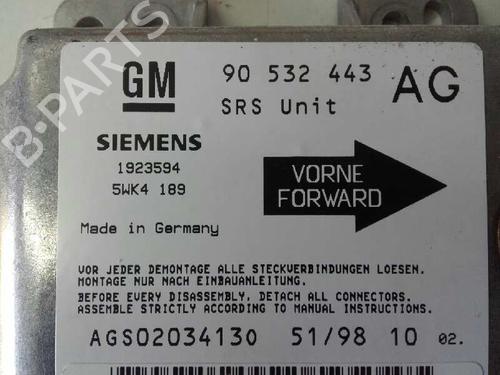 GM
90 532 443 AG
SRS Unit
SIEMENS
1923594
5WK4 189
VORNE
FORWARD
Made in Germany
VOR JEDER DEMONTAGE ALLE STECKVERBINDUNGEN LOESEN.
MONTAGE NUR NACH EINBAUANLEITUNG.
BEFORE EVERY DISASSEMBLY, DETACH ALL CONNECTORS.
ASSEMBLE STRICTLY ACCORDING TO MANUAL INSTRUCTIONS.
AGS02034130 51/98 10 02.
B-PARTS